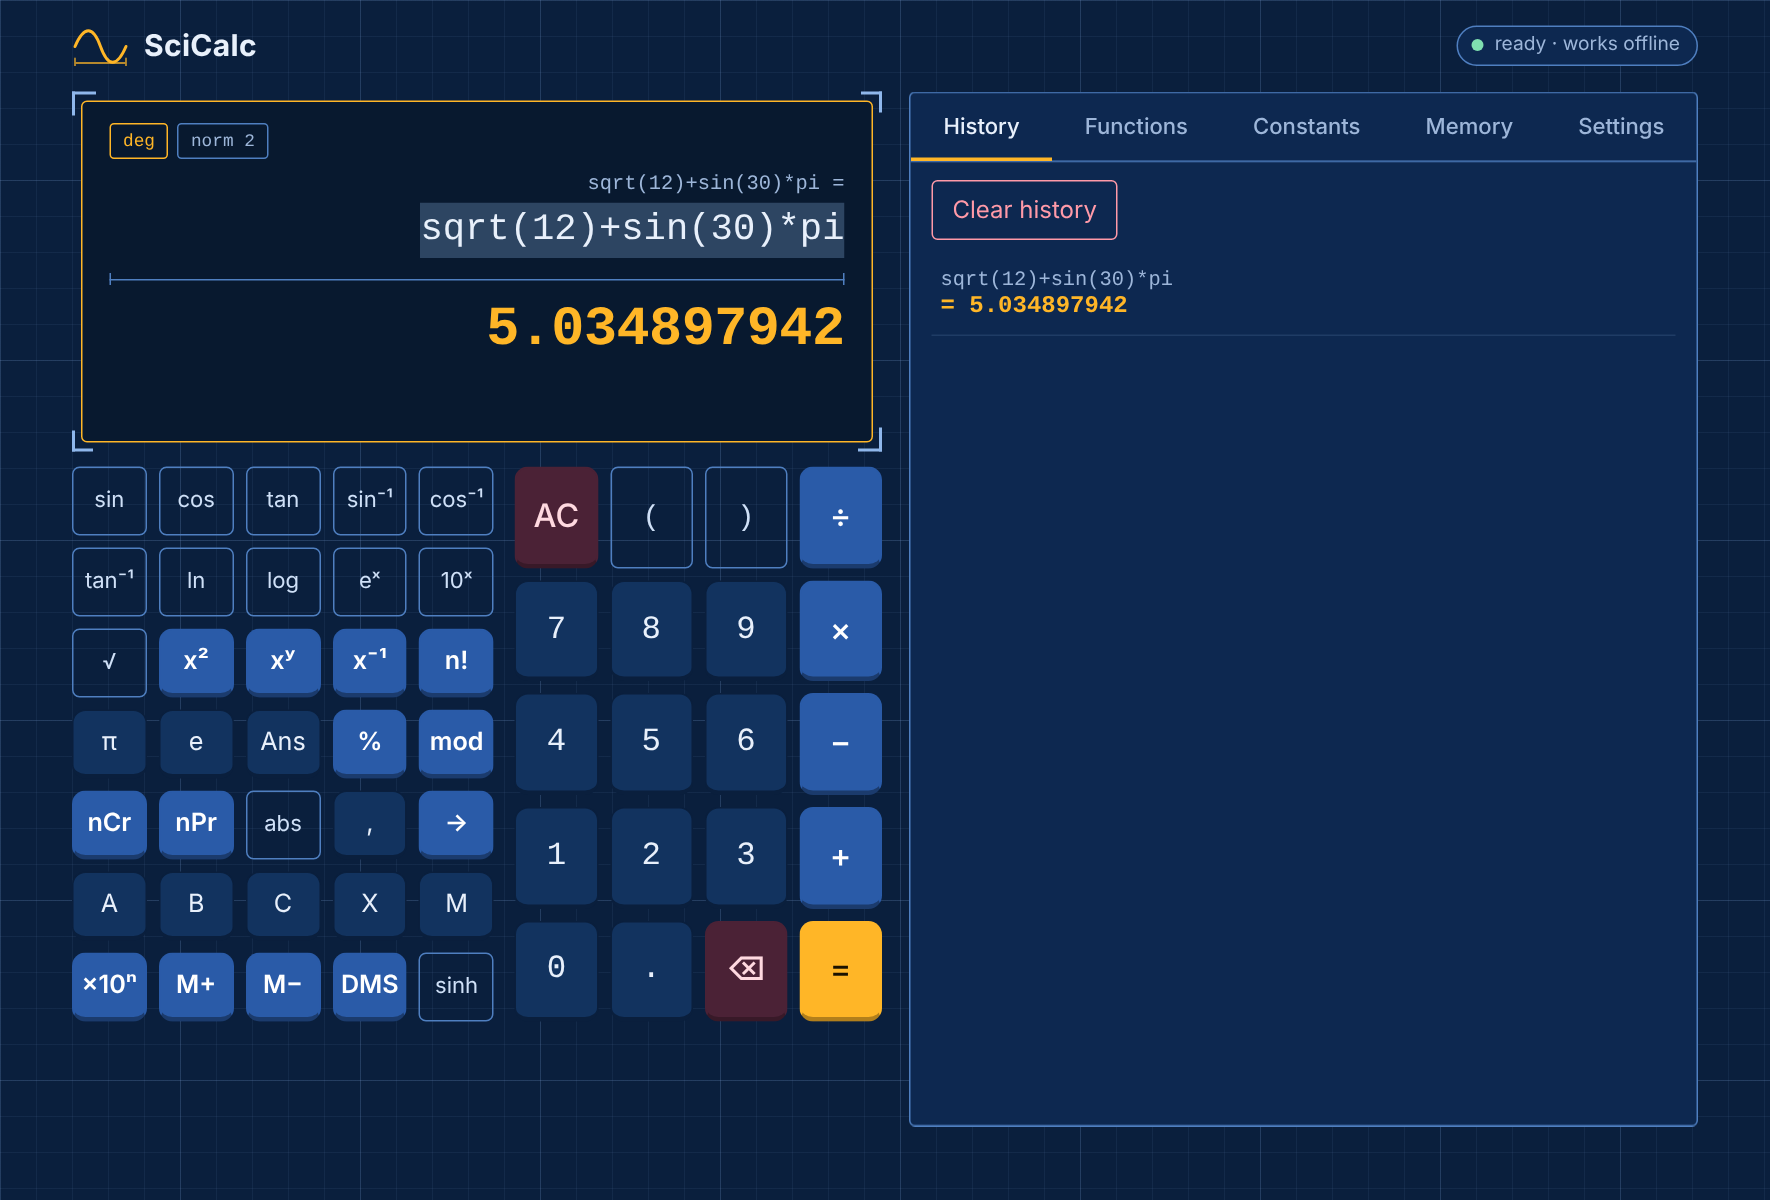 SciCalc
ready · works offline
deg norm 2
sqrt(12)+sin(30)*pi =
sqrt(12)+sin(30)*pi
5.034897942
History Functions Constants Memory Settings
Clear history
sqrt(12)+sin(30)*pi
= 5.034897942
sin cos tan sin⁻¹ cos⁻¹
tan⁻¹ ln log eˣ 10ˣ
√ x² xʸ x⁻¹ n!
π e Ans % mod
nCr nPr abs , →
A B C X M
×10ⁿ M+ M− DMS sinh
AC ( ) ÷
7 8 9 ×
4 5 6 −
1 2 3 +
0 . ⌫ =